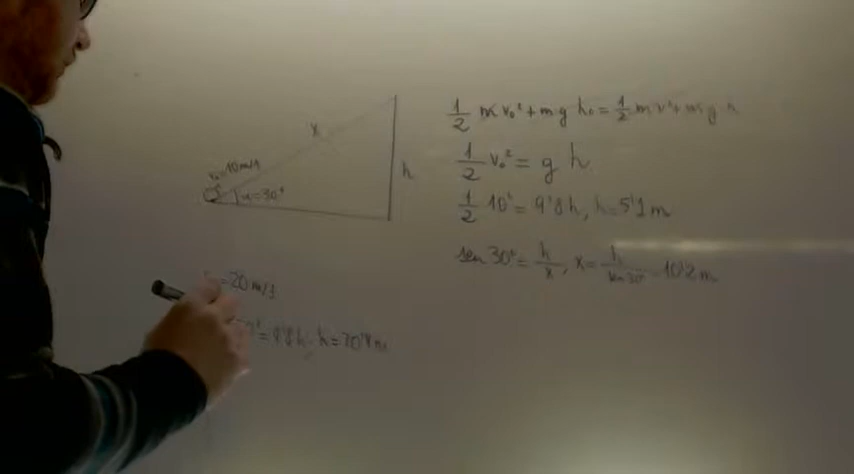 x
v₀=10m/s
α=30°
h
½ m v₀² + m g h₀ = ½ m v² + m g h
½ v₀² = g h
½ 10² = 9'8 h, h = 5'1 m
sen 30° = h/x, x = h/sen 30° = 10'2 m
=20 m/s
= 9'8 h, h = 20'4 m